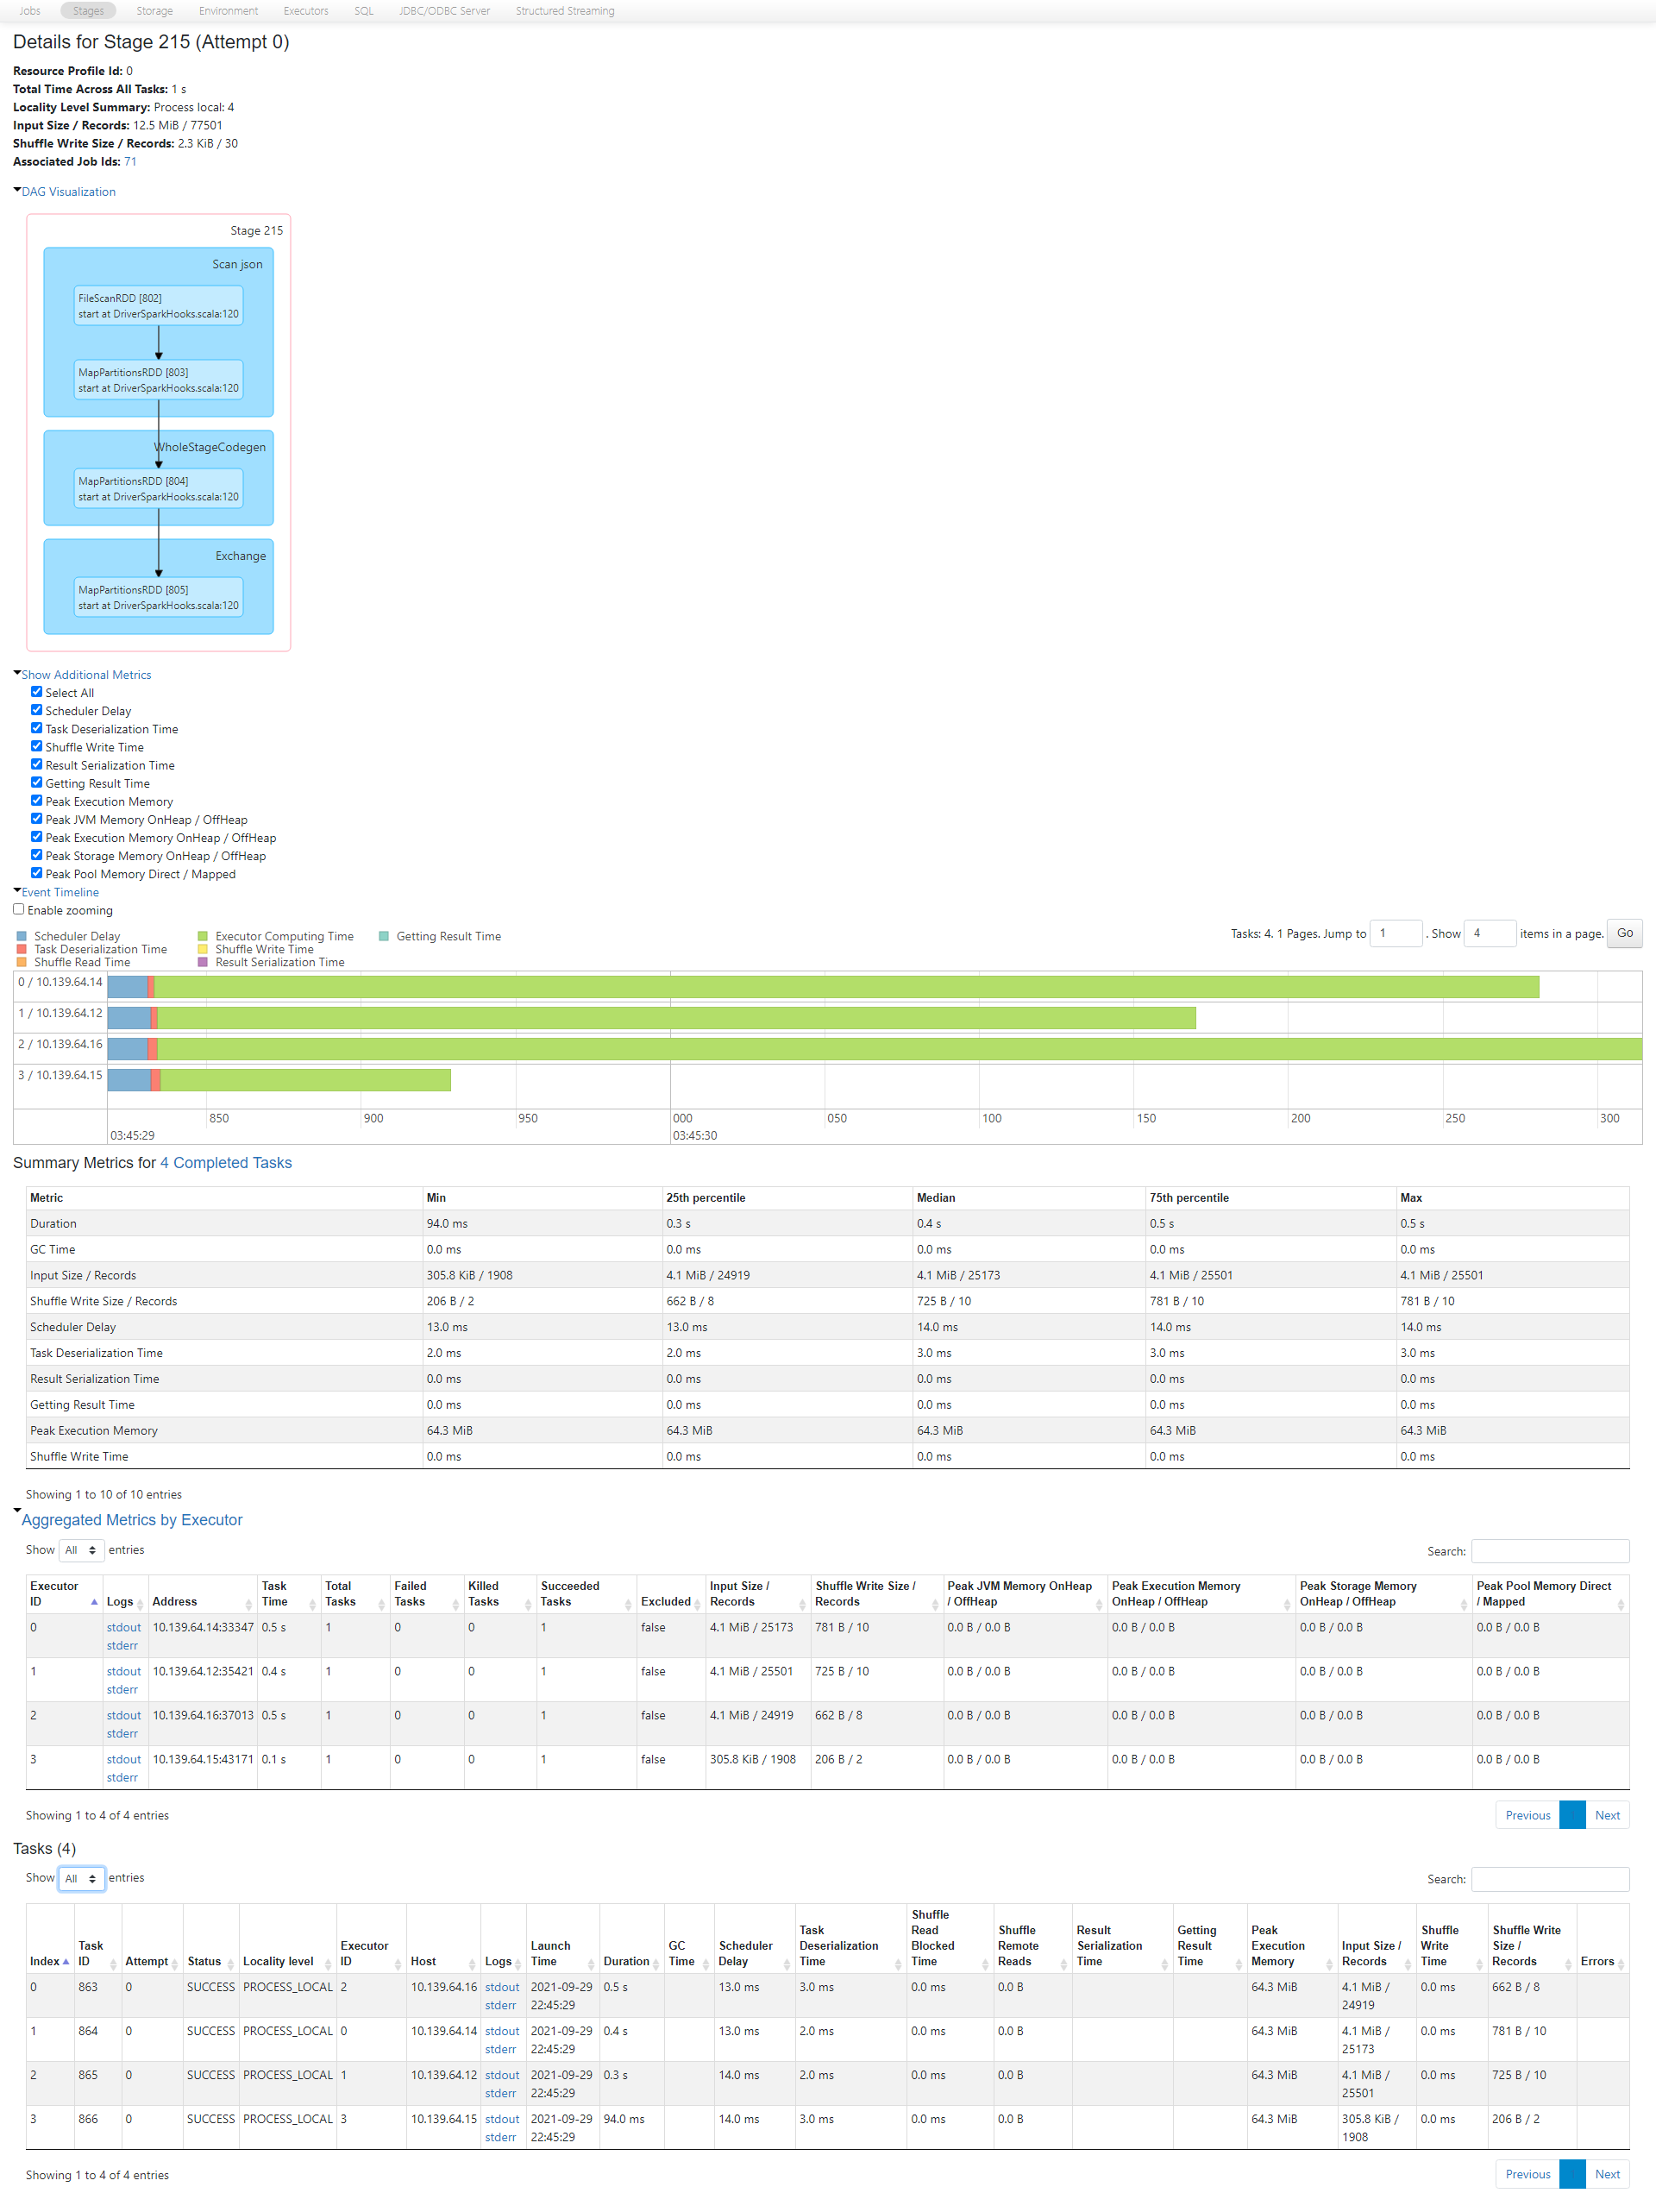 Jobs Stages Storage Environment Executors SQL JDBC/ODBC Server Structured Streaming
Details for Stage 215 (Attempt 0)
Resource Profile Id: 0
Total Time Across All Tasks: 1 s
Locality Level Summary: Process local: 4
Input Size / Records: 12.5 MiB / 77501
Shuffle Write Size / Records: 2.3 KiB / 30
Associated Job Ids: 71
DAG Visualization
Stage 215
Scan json
FileScanRDD [802]
start at DriverSparkHooks.scala:120
MapPartitionsRDD [803]
start at DriverSparkHooks.scala:120
WholeStageCodegen
MapPartitionsRDD [804]
start at DriverSparkHooks.scala:120
Exchange
MapPartitionsRDD [805]
start at DriverSparkHooks.scala:120
Show Additional Metrics
Select All
Scheduler Delay
Task Deserialization Time
Shuffle Write Time
Result Serialization Time
Getting Result Time
Peak Execution Memory
Peak JVM Memory OnHeap / OffHeap
Peak Execution Memory OnHeap / OffHeap
Peak Storage Memory OnHeap / OffHeap
Peak Pool Memory Direct / Mapped
Event Timeline
Enable zooming
Scheduler Delay Executor Computing Time Getting Result Time
Task Deserialization Time Shuffle Write Time
Shuffle Read Time Result Serialization Time
Tasks: 4. 1 Pages. Jump to 1 . Show 4 items in a page. Go
0 / 10.139.64.14
1 / 10.139.64.12
2 / 10.139.64.16
3 / 10.139.64.15
850 900 950 000 050 100 150 200 250 300
03:45:29 03:45:30
Summary Metrics for 4 Completed Tasks
Metric Min 25th percentile Median 75th percentile Max
Duration 94.0 ms 0.3 s 0.4 s 0.5 s 0.5 s
GC Time 0.0 ms 0.0 ms 0.0 ms 0.0 ms 0.0 ms
Input Size / Records 305.8 KiB / 1908 4.1 MiB / 24919 4.1 MiB / 25173 4.1 MiB / 25501 4.1 MiB / 25501
Shuffle Write Size / Records 206 B / 2 662 B / 8 725 B / 10 781 B / 10 781 B / 10
Scheduler Delay 13.0 ms 13.0 ms 14.0 ms 14.0 ms 14.0 ms
Task Deserialization Time 2.0 ms 2.0 ms 3.0 ms 3.0 ms 3.0 ms
Result Serialization Time 0.0 ms 0.0 ms 0.0 ms 0.0 ms 0.0 ms
Getting Result Time 0.0 ms 0.0 ms 0.0 ms 0.0 ms 0.0 ms
Peak Execution Memory 64.3 MiB 64.3 MiB 64.3 MiB 64.3 MiB 64.3 MiB
Shuffle Write Time 0.0 ms 0.0 ms 0.0 ms 0.0 ms 0.0 ms
Showing 1 to 10 of 10 entries
Aggregated Metrics by Executor
Show All entries Search:
Executor Task Total Failed Killed Succeeded Input Size / Shuffle Write Size / Peak JVM Memory OnHeap Peak Execution Memory Peak Storage Memory Peak Pool Memory Direct
ID Logs Address Time Tasks Tasks Tasks Tasks Excluded Records Records / OffHeap OnHeap / OffHeap OnHeap / OffHeap / Mapped
0 stdout 10.139.64.14:33347 0.5 s 1 0 0 1 false 4.1 MiB / 25173 781 B / 10 0.0 B / 0.0 B 0.0 B / 0.0 B 0.0 B / 0.0 B 0.0 B / 0.0 B
stderr
1 stdout 10.139.64.12:35421 0.4 s 1 0 0 1 false 4.1 MiB / 25501 725 B / 10 0.0 B / 0.0 B 0.0 B / 0.0 B 0.0 B / 0.0 B 0.0 B / 0.0 B
stderr
2 stdout 10.139.64.16:37013 0.5 s 1 0 0 1 false 4.1 MiB / 24919 662 B / 8 0.0 B / 0.0 B 0.0 B / 0.0 B 0.0 B / 0.0 B 0.0 B / 0.0 B
stderr
3 stdout 10.139.64.15:43171 0.1 s 1 0 0 1 false 305.8 KiB / 1908 206 B / 2 0.0 B / 0.0 B 0.0 B / 0.0 B 0.0 B / 0.0 B 0.0 B / 0.0 B
stderr
Showing 1 to 4 of 4 entries Previous Next
Tasks (4)
Show All entries Search:
Shuffle
Task Read Shuffle Result Getting Peak Shuffle Shuffle Write
Task Executor Launch Scheduler Deserialization Blocked Remote Serialization Result Execution Input Size / Write Size /
Index ID Attempt Status Locality level ID Host Logs Time Duration GC Time Delay Time Time Reads Time Time Memory Records Time Records Errors
0 863 0 SUCCESS PROCESS_LOCAL 2 10.139.64.16 stdout 2021-09-29 0.5 s 13.0 ms 3.0 ms 0.0 ms 0.0 B 64.3 MiB 4.1 MiB / 0.0 ms 662 B / 8
stderr 22:45:29 24919
1 864 0 SUCCESS PROCESS_LOCAL 0 10.139.64.14 stdout 2021-09-29 0.4 s 13.0 ms 2.0 ms 0.0 ms 0.0 B 64.3 MiB 4.1 MiB / 0.0 ms 781 B / 10
stderr 22:45:29 25173
2 865 0 SUCCESS PROCESS_LOCAL 1 10.139.64.12 stdout 2021-09-29 0.3 s 14.0 ms 2.0 ms 0.0 ms 0.0 B 64.3 MiB 4.1 MiB / 0.0 ms 725 B / 10
stderr 22:45:29 25501
3 866 0 SUCCESS PROCESS_LOCAL 3 10.139.64.15 stdout 2021-09-29 94.0 ms 14.0 ms 3.0 ms 0.0 ms 0.0 B 64.3 MiB 305.8 KiB / 0.0 ms 206 B / 2
stderr 22:45:29 1908
Showing 1 to 4 of 4 entries Previous Next